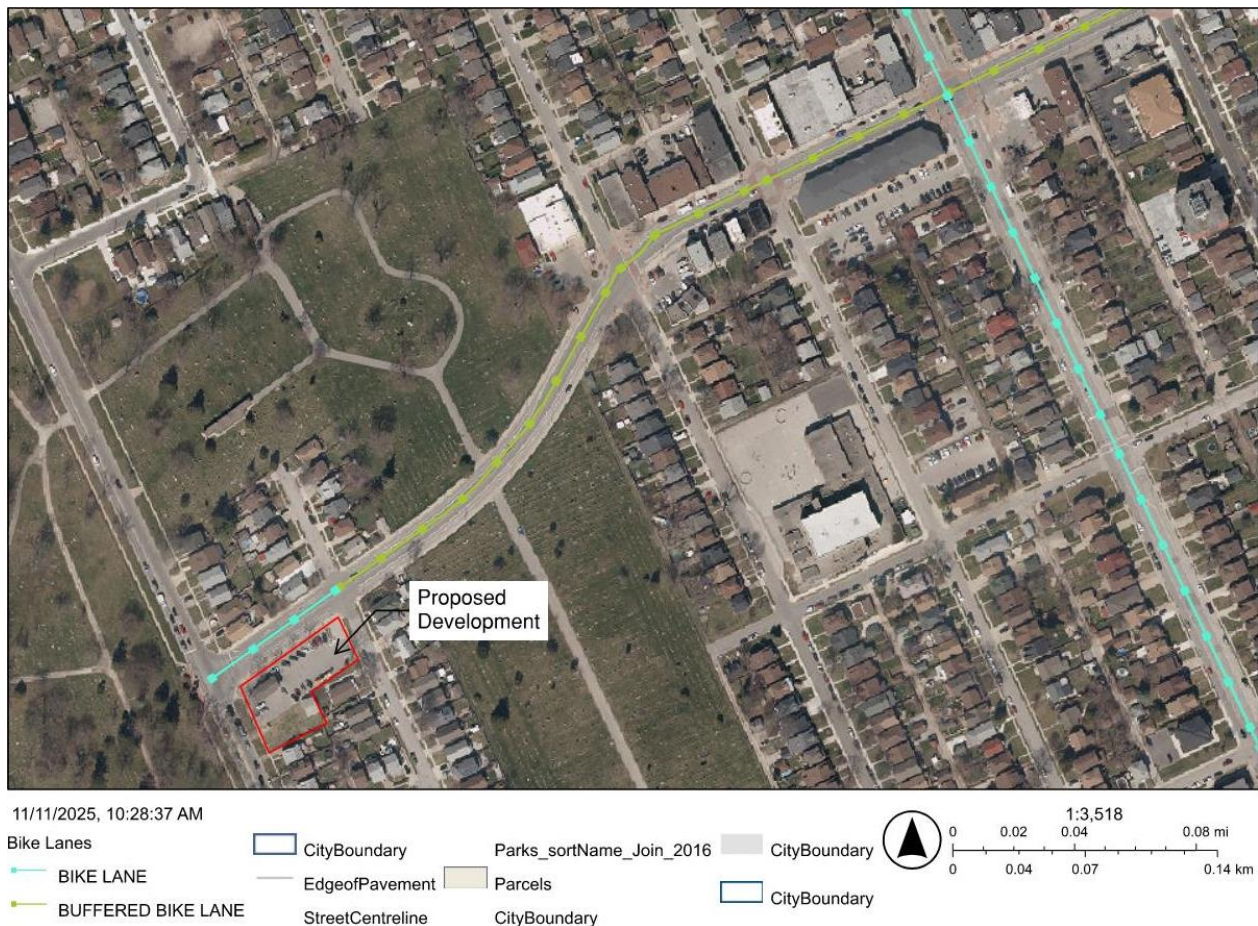 Proposed
Development
11/11/2025, 10:28:37 AM
Bike Lanes
BIKE LANE
BUFFERED BIKE LANE
CityBoundary
EdgeofPavement
StreetCentreline
Parks_sortName_Join_2016
Parcels
CityBoundary
CityBoundary
CityBoundary
1:3,518
0 0.02 0.04 0.08 mi
0 0.04 0.07 0.14 km